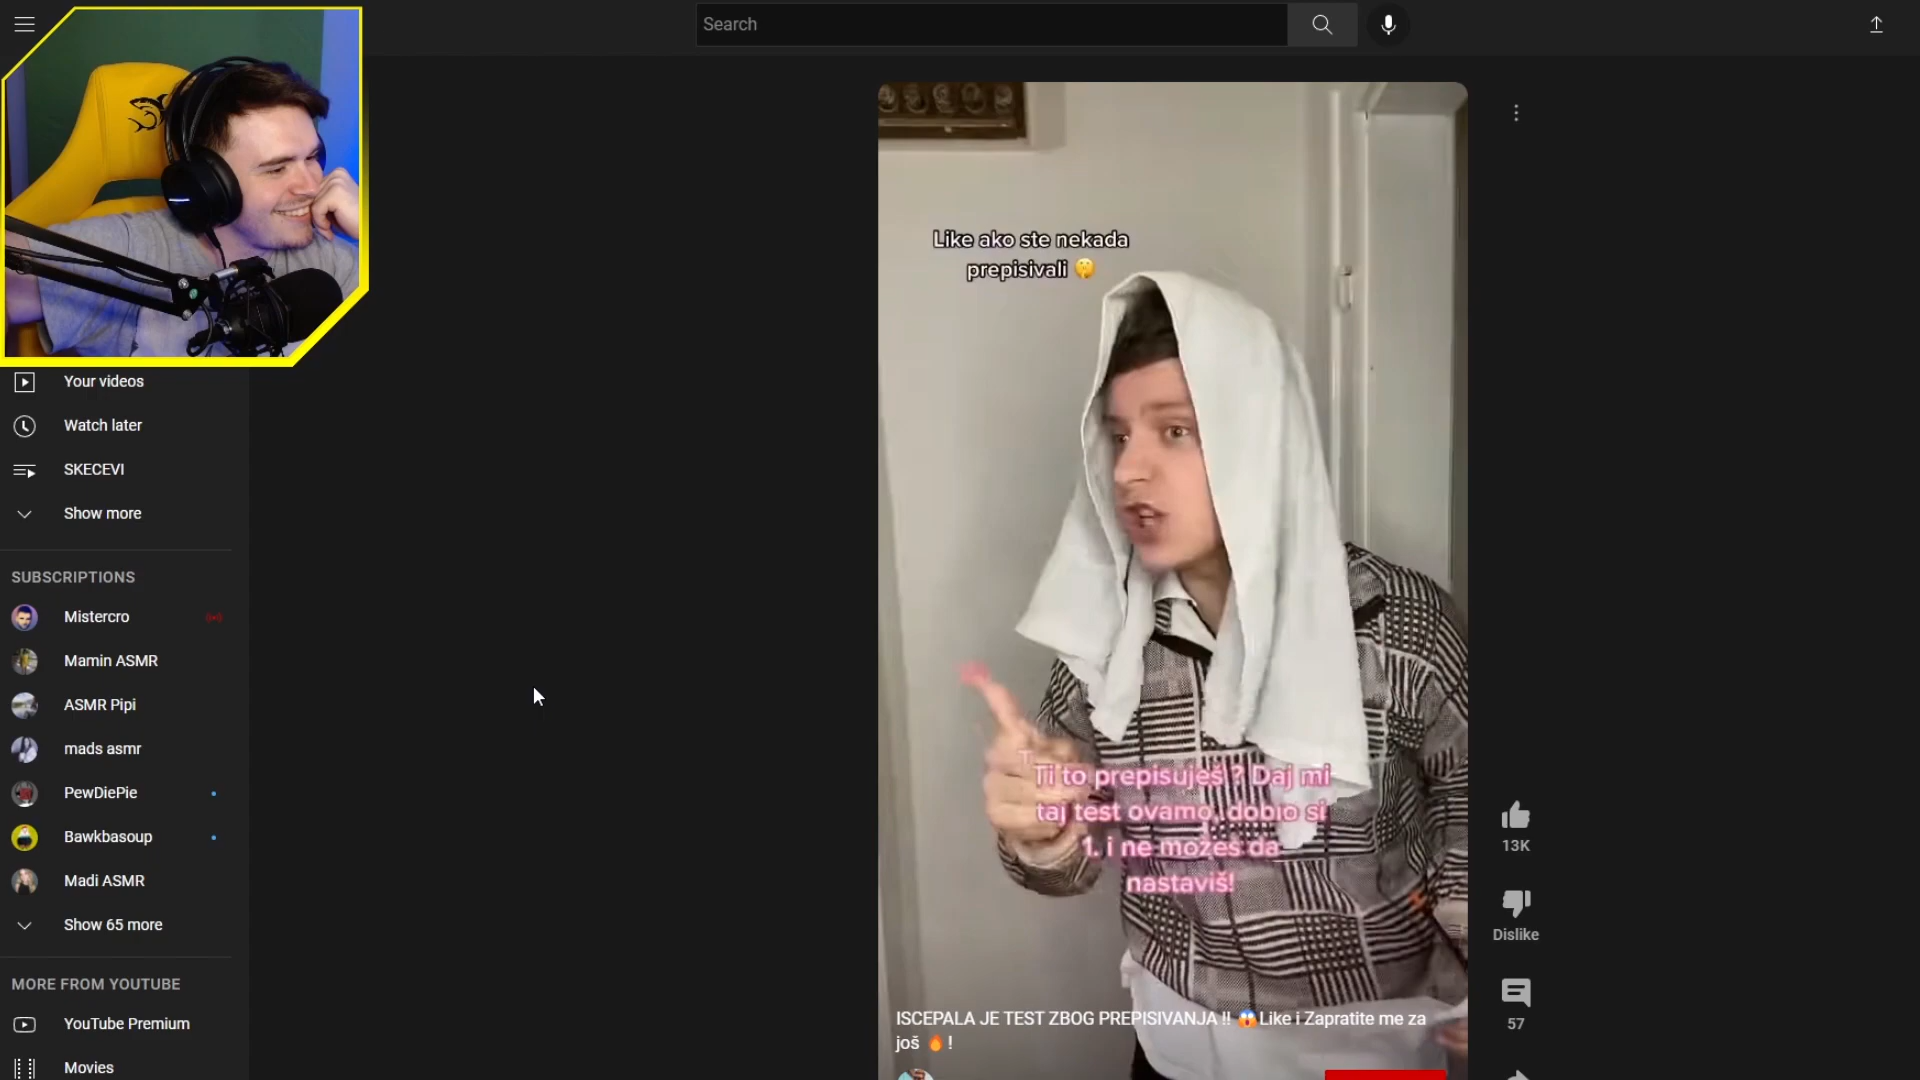 Search
Like ako ste nekada
prepisivali 🤫
Your videos
Watch later
SKECEVI
Show more
SUBSCRIPTIONS
Mistercro
Mamin ASMR
ASMR Pipi
mads asmr
PewDiePie
Bawkbasoup
Madi ASMR
Show 65 more
MORE FROM YOUTUBE
YouTube Premium
Movies
Ti to prepisuješ ? Daj mi
taj test ovamo, dobio si
1. i ne možeš da
nastaviš!
ISCEPALA JE TEST ZBOG PREPISIVANJA !! 😱Like i Zapratite me za
još 🔥 !
13K
Dislike
57